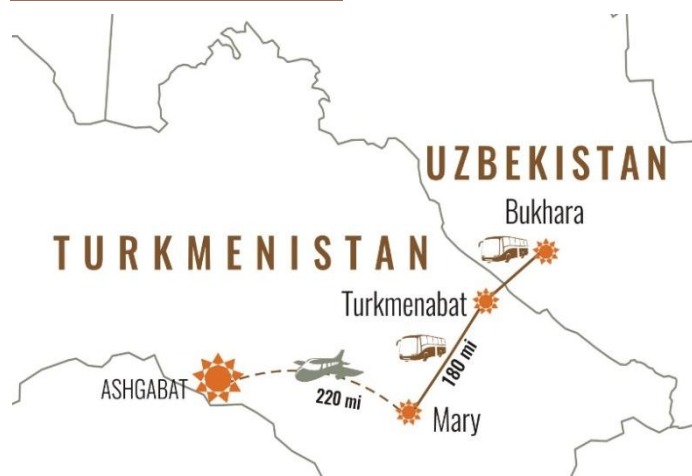 UZBEKISTAN
Bukhara
TURKMENISTAN
Turkmenabat
180 mi
ASHGABAT
220 mi
Mary